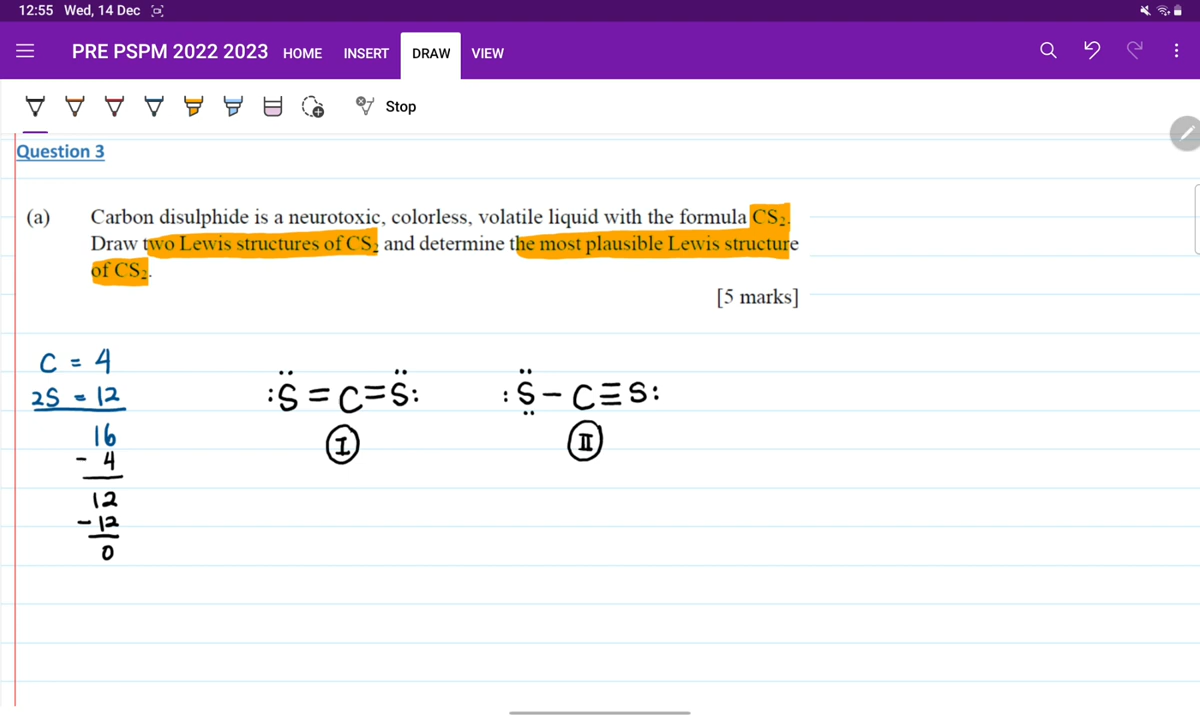 12:55 Wed, 14 Dec
PRE PSPM 2022 2023 HOME INSERT DRAW VIEW
Stop
Question 3
(a) Carbon disulphide is a neurotoxic, colorless, volatile liquid with the formula CS₂.
Draw two Lewis structures of CS₂ and determine the most plausible Lewis structure
of CS₂.
[5 marks]
C = 4
2S = 12
16
- 4
12
- 12
0
:S̈ = C = S̈:
I
:S̤̈ - C ≡ S:
II